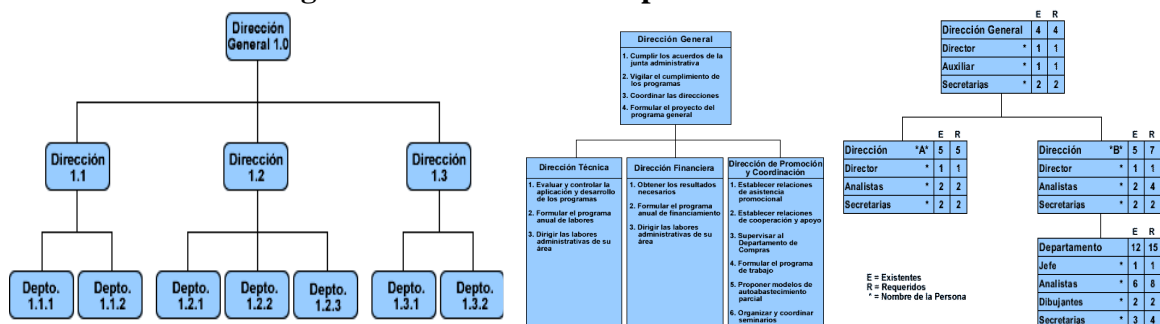 Dirección
General 1.0
Dirección
1.1
Dirección
1.2
Dirección
1.3
Depto.
1.1.1
Depto.
1.1.2
Depto.
1.2.1
Depto.
1.2.2
Depto.
1.2.3
Depto.
1.3.1
Depto.
1.3.2
Dirección General
1. Cumplir los acuerdos de la
junta administrativa
2. Vigilar el cumplimiento de
los programas
3. Coordinar las direcciones
4. Formular el proyecto del
programa general
Dirección Técnica
1. Evaluar y controlar la
aplicación y desarrollo
de los programas
2. Formular el programa
anual de labores
3. Dirigir las labores
administrativas de su
área
Dirección Financiera
1. Obtener los resultados
necesarios
2. Formular el programa
anual de financiamiento
3. Dirigir las labores
administrativas de su
área
Dirección de Promoción
y Coordinación
1. Establecer relaciones
de asistencia
promocional
2. Establecer relaciones
de cooperación y apoyo
3. Supervisar al
Departamento de
Compras
4. Formular el programa
de trabajo
5. Proponer modelos de
autoabastecimiento
parcial
6. Organizar y coordinar
seminarios
E R
Dirección General 4 4
Director * 1 1
Auxiliar * 1 1
Secretarias * 2 2
E R
Dirección "A" 5 5
Director * 1 1
Analistas * 2 2
Secretarias * 2 2
E R
Dirección "B" 5 7
Director * 1 1
Analistas * 2 4
Secretarias * 2 2
E R
Departamento 12 15
Jefe * 1 1
Analistas * 6 8
Dibujantes * 2 2
Secretarias * 3 4
E = Existentes
R = Requeridos
* = Nombre de la Persona